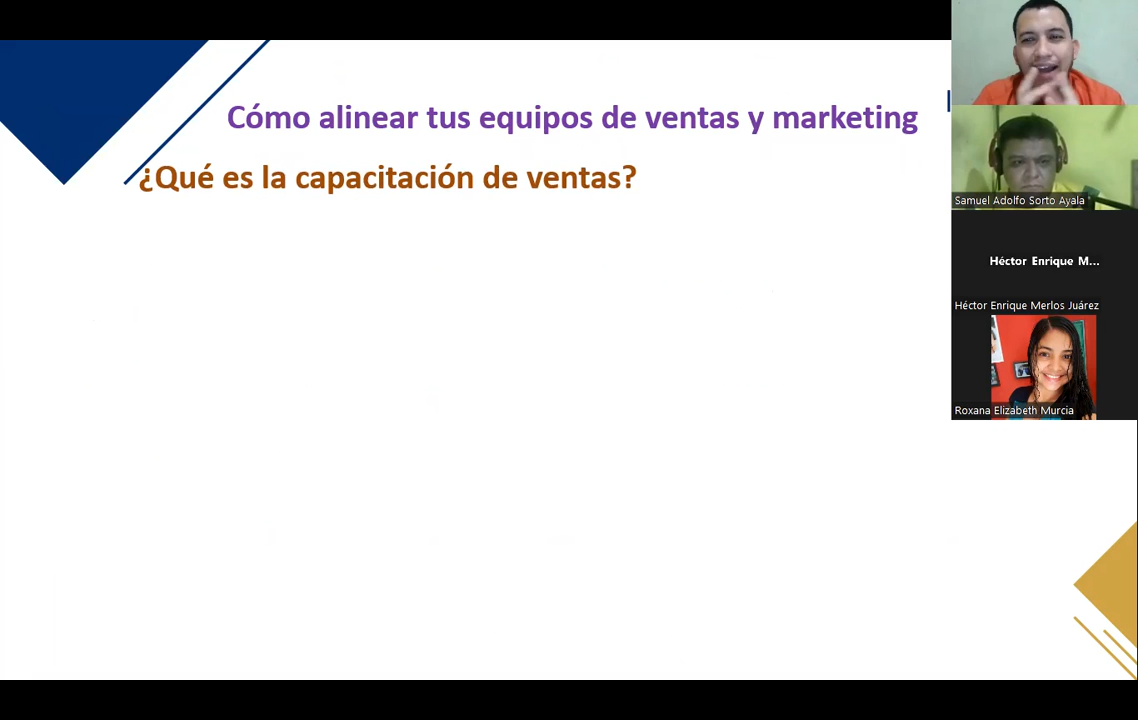 Cómo alinear tus equipos de ventas y marketing
¿Qué es la capacitación de ventas?
Samuel Adolfo Sorto Ayala
Héctor Enrique M...
Héctor Enrique Merlos Juárez
Roxana Elizabeth Murcia